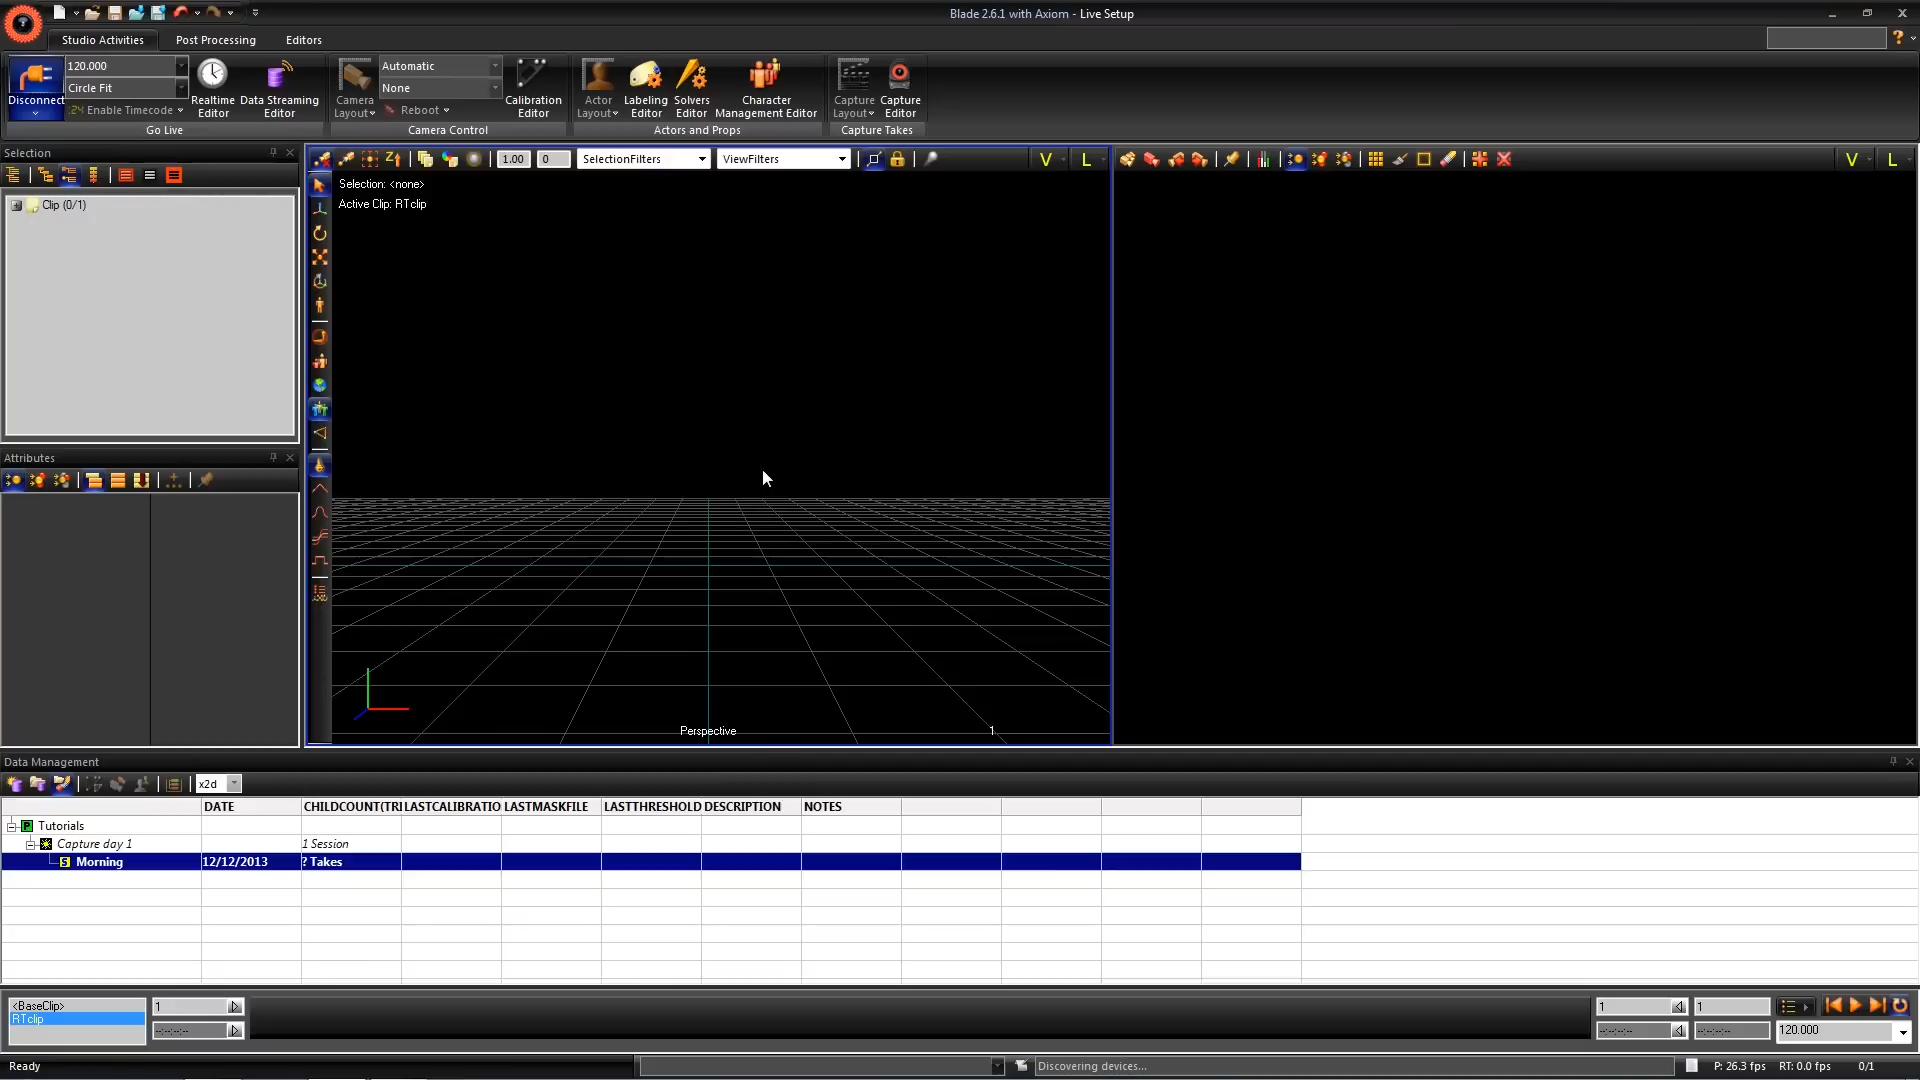 Blade 2.6.1 with Axiom - Live Setup
Studio Activities
Post Processing
Editors
Disconnect
120.000
Circle Fit
24 Enable Timecode
Realtime Editor
Data Streaming Editor
Go Live
Camera Layout
Automatic
None
Reboot
Calibration Editor
Camera Control
Actor Layout
Labeling Editor
Solvers Editor
Character Management Editor
Actors and Props
Capture Layout
Capture Editor
Capture Takes
Selection
Clip (0/1)
Attributes
1.00
0
SelectionFilters
ViewFilters
V
L
V
L
Selection: <none>
Active Clip: RTclip
Perspective
1
Data Management
x2d
DATE CHILDCOUNT(TRI LASTCALIBRATIO LASTMASKFILE LASTTHRESHOLD DESCRIPTION NOTES
P Tutorials
Capture day 1 1 Session
S Morning 12/12/2013 ? Takes
<BaseClip>
RTclip
1
--:--:--:--
1
1
--:--:--:--
--:--:--:--
120.000
Ready
Discovering devices...
P: 26.3 fps
RT: 0.0 fps
0/1